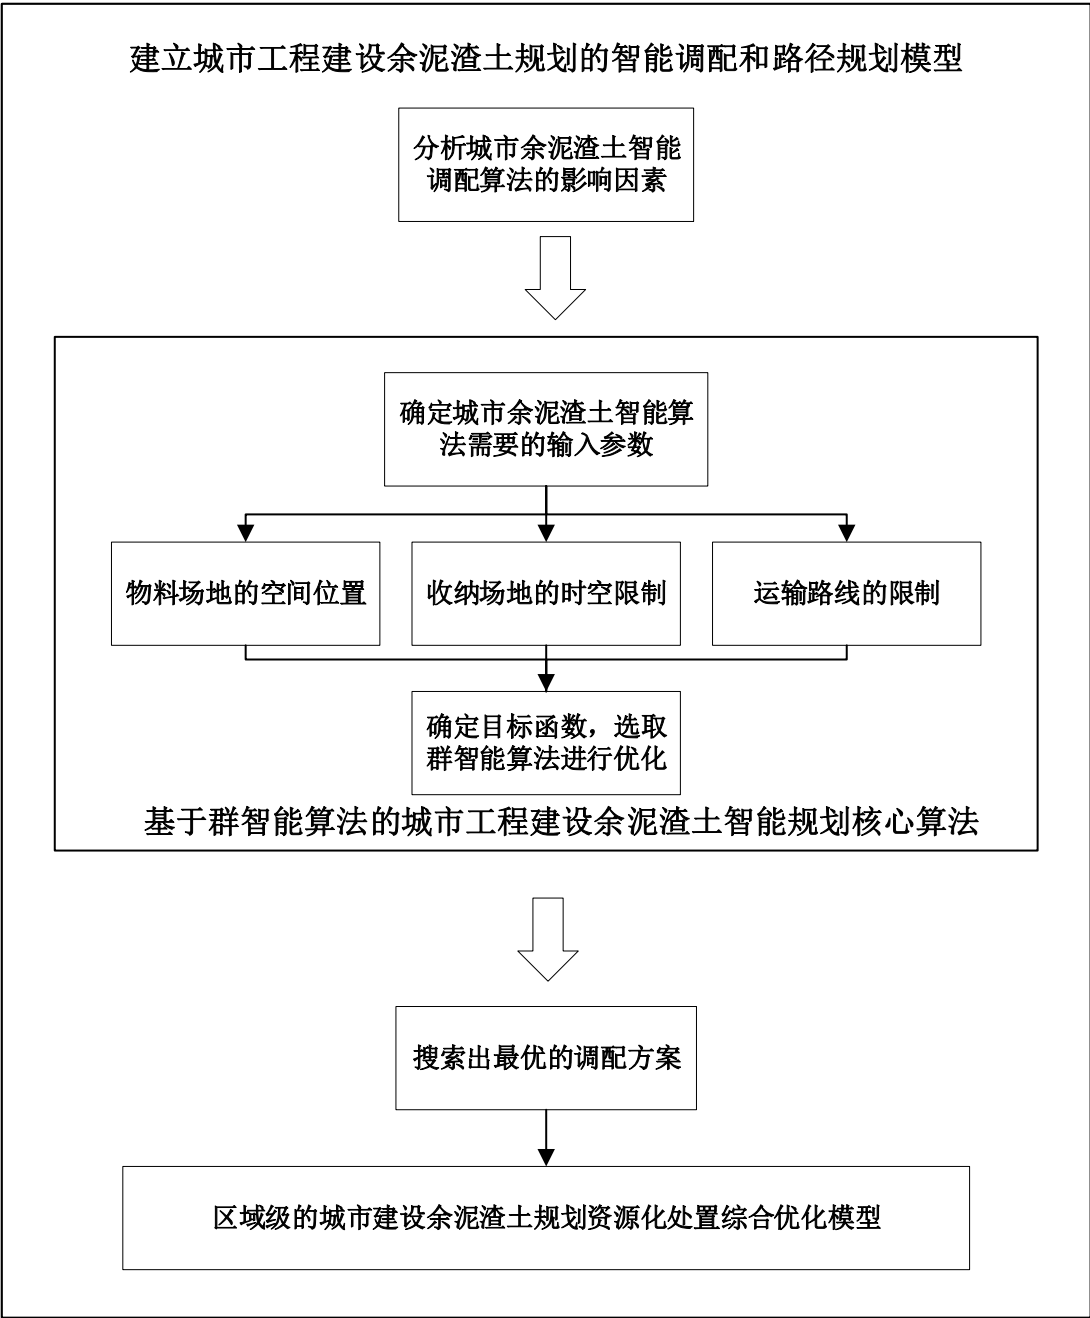 建立城市工程建设余泥渣土规划的智能调配和路径规划模型
分析城市余泥渣土智能
调配算法的影响因素
确定城市余泥渣土智能算
法需要的输入参数
物料场地的空间位置
收纳场地的时空限制
运输路线的限制
确定目标函数，选取
群智能算法进行优化
基于群智能算法的城市工程建设余泥渣土智能规划核心算法
搜索出最优的调配方案
区域级的城市建设余泥渣土规划资源化处置综合优化模型